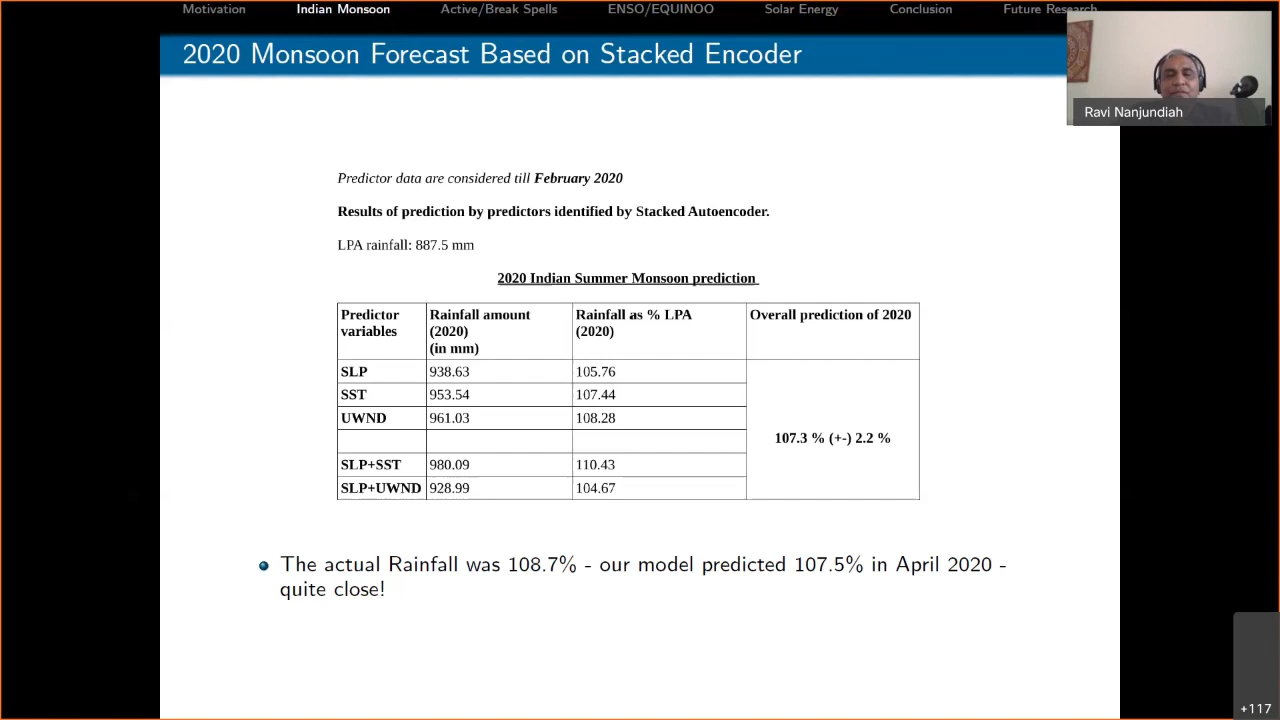 Motivation Indian Monsoon Active/Break Spells ENSO/EQUINOO Solar Energy Conclusion Future Research
2020 Monsoon Forecast Based on Stacked Encoder
Ravi Nanjundiah
Predictor data are considered till February 2020
Results of prediction by predictors identified by Stacked Autoencoder.
LPA rainfall: 887.5 mm
2020 Indian Summer Monsoon prediction
Predictor variables Rainfall amount (2020) (in mm) Rainfall as % LPA (2020) Overall prediction of 2020
SLP 938.63 105.76
SST 953.54 107.44
UWND 961.03 108.28
107.3 % (+-) 2.2 %
SLP+SST 980.09 110.43
SLP+UWND 928.99 104.67
The actual Rainfall was 108.7% - our model predicted 107.5% in April 2020 -
quite close!
+117